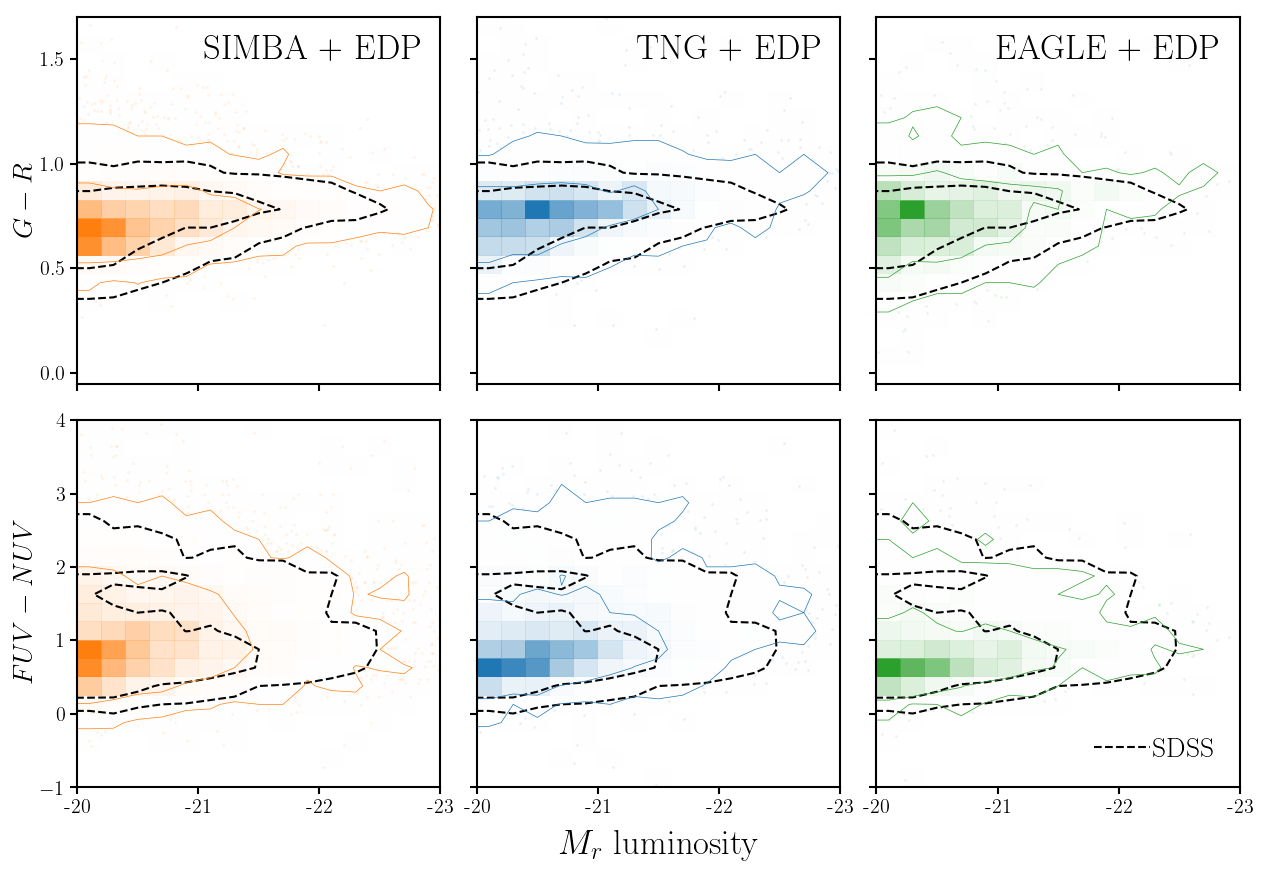 SIMBA + EDP
TNG + EDP
EAGLE + EDP
1.5
1.0
0.5
0.0
G − R
4
3
2
1
0
−1
FUV − NUV
SDSS
-20 -21 -22 -23
-20 -21 -22 -23
-20 -21 -22 -23
M_r luminosity